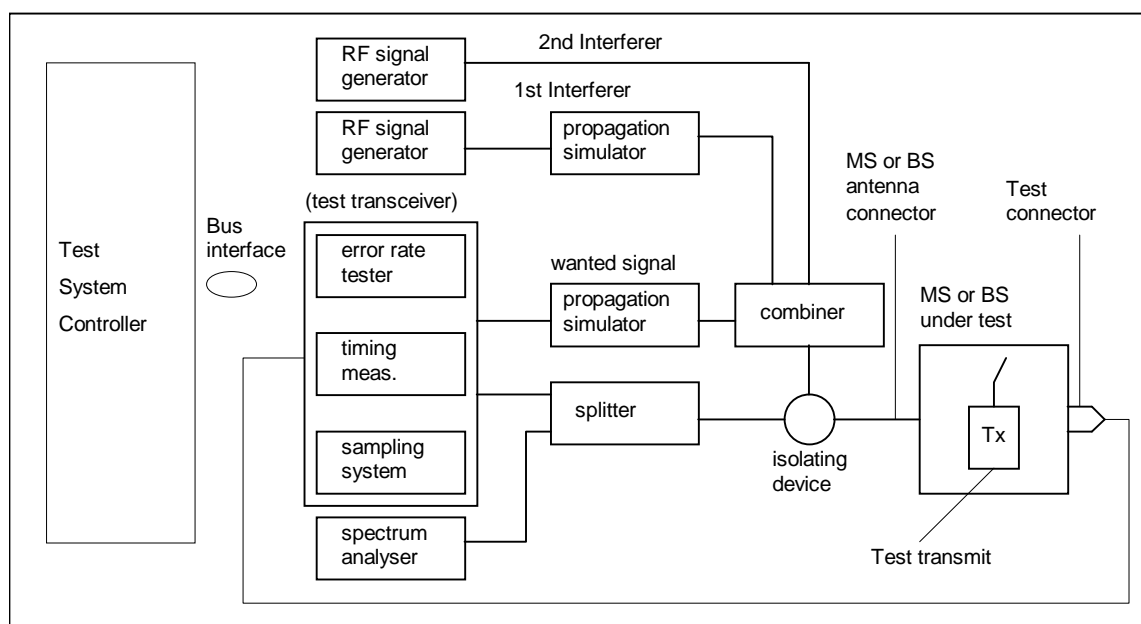 2nd Interferer
RF signal
generator
1st Interferer
RF signal
generator
propagation
simulator
MS or BS
antenna
connector
Test
connector
(test transceiver)
Bus
interface
Test
System
Controller
error rate
tester
wanted signal
propagation
simulator
combiner
MS or BS
under test
timing
meas.
splitter
Tx
sampling
system
isolating
device
spectrum
analyser
Test transmit